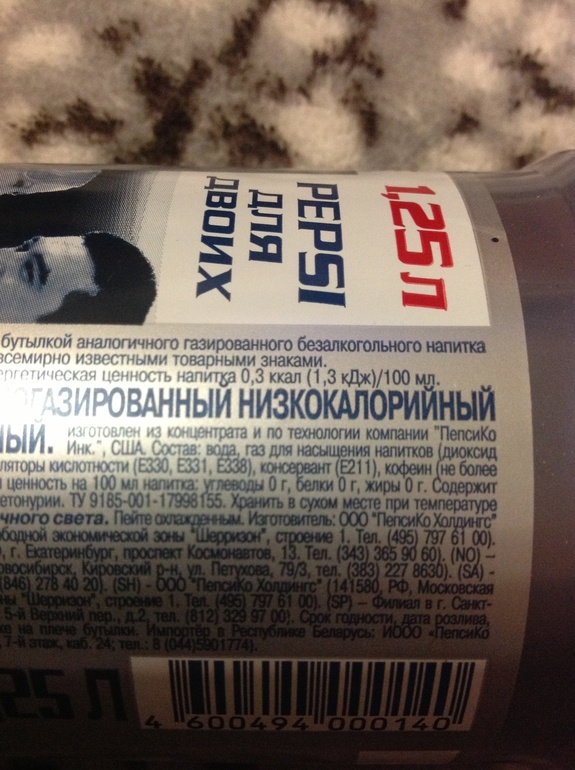 1,25 л
PEPSI
ДЛЯ
ДВОИХ
бутылкой аналогичного газированного безалкогольного напитка
всемирно известными товарными знаками.
ценность напитка 0,3 ккал (1,3 кДж)/100 мл.
ГАЗИРОВАННЫЙ НИЗКОКАЛОРИЙНЫЙ
НЫЙ. изготовлен из концентрата и по технологии компании "ПепсиКо
Инк.", США. Состав: вода, газ для насыщения напитков (диоксид
ляторы кислотности (Е330, Е331, Е338), консервант (Е211), кофеин (не более
ценность на 100 мл напитка: углеводы 0 г, белки 0 г, жиры 0 г. Содержит
етонурии. ТУ 9185-001-17998155. Хранить в сухом месте при температуре
чного света. Пейте охлажденным. Изготовитель: ООО "ПепсиКо Холдингс"
ободной экономической зоны "Шерризон", строение 1. Тел. (495) 797 61 00).
, г. Екатеринбург, проспект Космонавтов, 13. Тел. (343) 365 90 60). (NO) –
овосибирск, Кировский р-н, ул. Петухова, 79/3, тел. (383) 227 8630). (SA) -
(846) 278 40 20). (SH) - ООО "ПепсиКо Холдингс" (141580, РФ, Московская
ны "Шерризон", строение 1. Тел. (495) 797 61 00). (SP) – Филиал в г. Санкт-
5-й Верхний пер., д.2, тел. (812) 329 97 00). Срок годности, дата розлива,
ке на плече бутылки. Импортёр в Республике Беларусь: ИООО «ПепсиКо
, 7-й этаж, каб. 24; тел.: 8 (044)5901774).
,25 Л
4 600494 000140